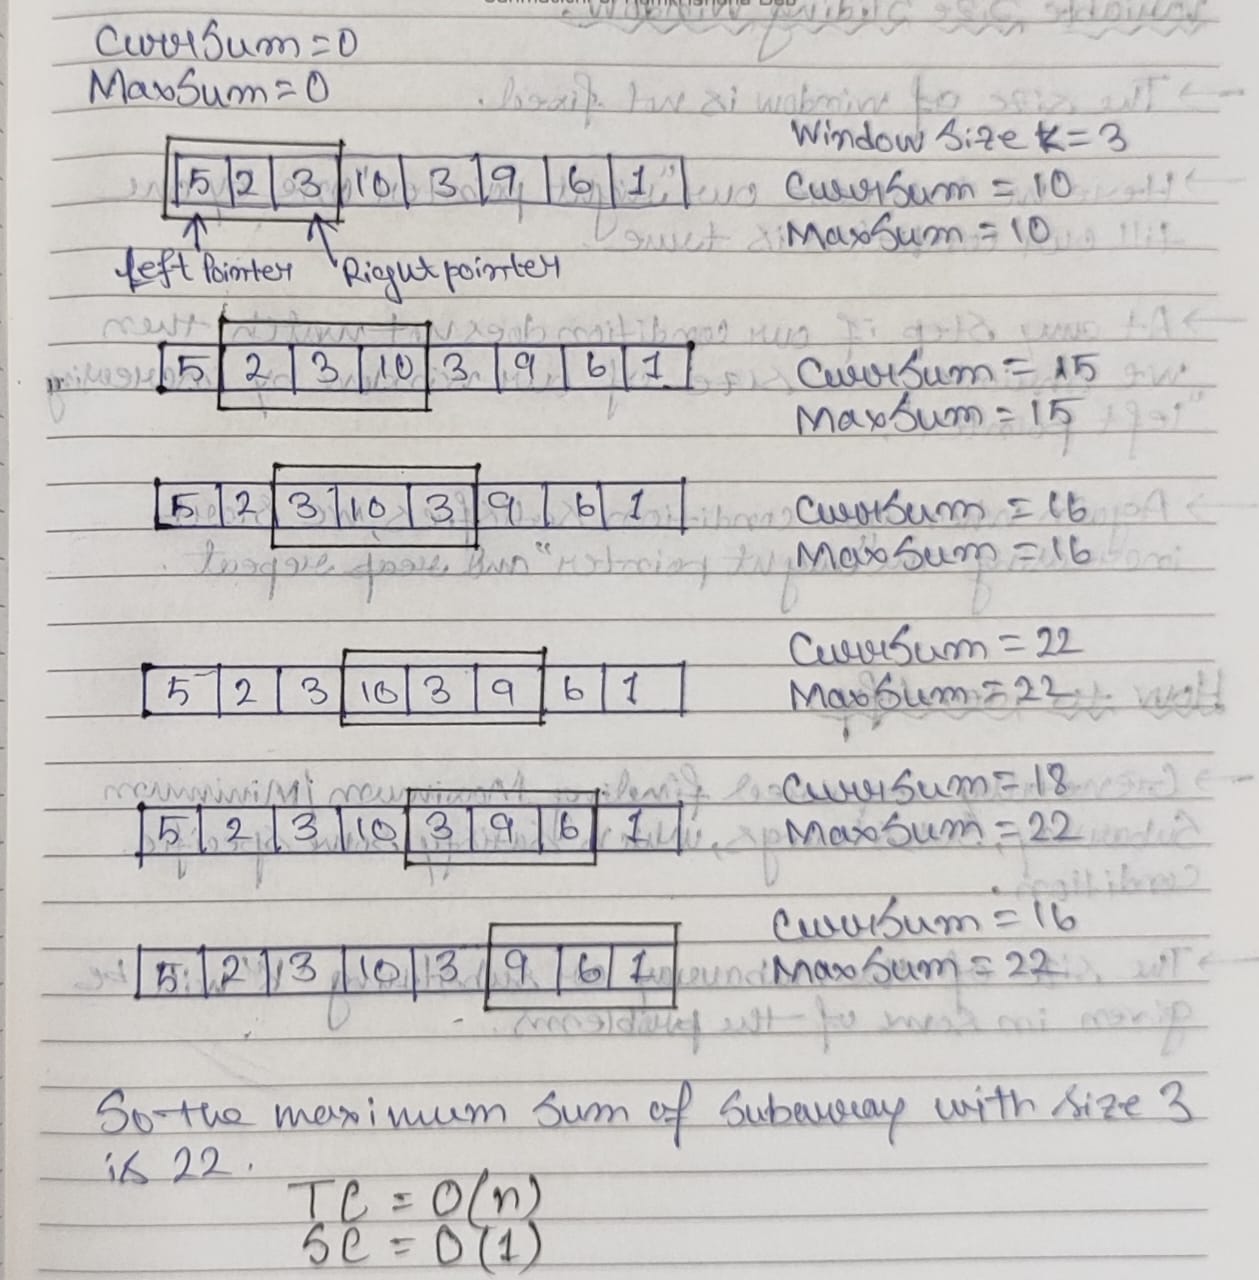 CurrSum=0
MaxSum=0
Window Size K=3
5 2 3 10 3 9 6 1
CurrSum = 10
MaxSum = 10
Left Pointer Right pointer
5 2 3 10 3 9 6 1
CurrSum = 15
MaxSum = 15
5 2 3 10 3 9 6 1
CurrSum = 16
MaxSum = 16
CurrSum = 22
5 2 3 10 3 9 6 1
MaxSum = 22
CurrSum = 18
5 2 3 10 3 9 6 1
MaxSum = 22
CurrSum = 16
5 2 3 10 3 9 6 1
MaxSum = 22
So the maximum sum of Subarray with size 3
is 22.
TC = O(n)
SC = O(1)